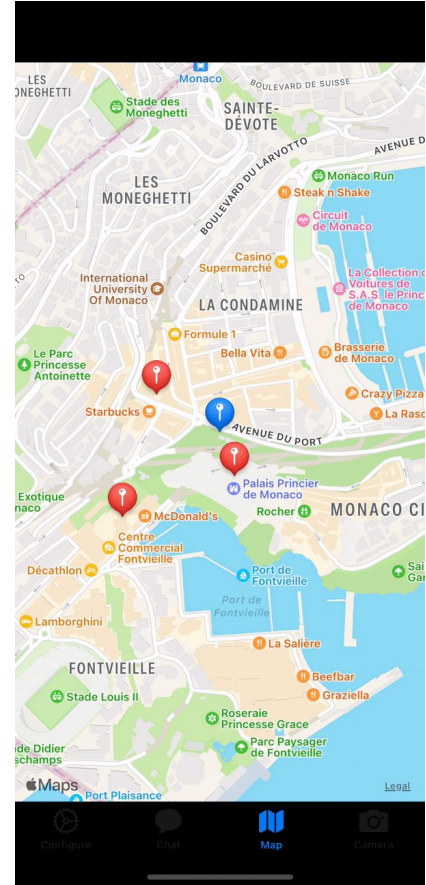 LES
ONEGHETTI
Monaco
BOULEVARD DE SUISSE
Stade des
Moneghetti
SAINTE-
DÉVOTE
BOULEVARD DU LARVOTTO
AVENUE D
LES
MONEGHETTI
Monaco Run
Steak n Shake
Circuit
de Monaco
Casino
Supermarché
International
University
Of Monaco
La Collection d
Voitures de
S.A.S. le Princ
de Monaco
LA CONDAMINE
Formule 1
Bella Vita
Brasserie
de Monaco
Le Parc
Princesse
Antoinette
Crazy Pizza
Starbucks
La Rasc
AVENUE DU PORT
Palais Princier
de Monaco
Exotique
naco
Rocher
MONACO CI
McDonald's
Centre
Commercial
Fontvieille
Décathlon
Port de
Fontvieille
Sai
Gar
Port de
Fontvieille
Lamborghini
La Salière
FONTVIEILLE
Beefbar
Stade Louis II
Graziella
Roseraie
Princesse Grace
de Didier
schamps
Parc Paysager
de Fontvieille
Maps
Port Plaisance
Legal
Configure
Chat
Map
Camera